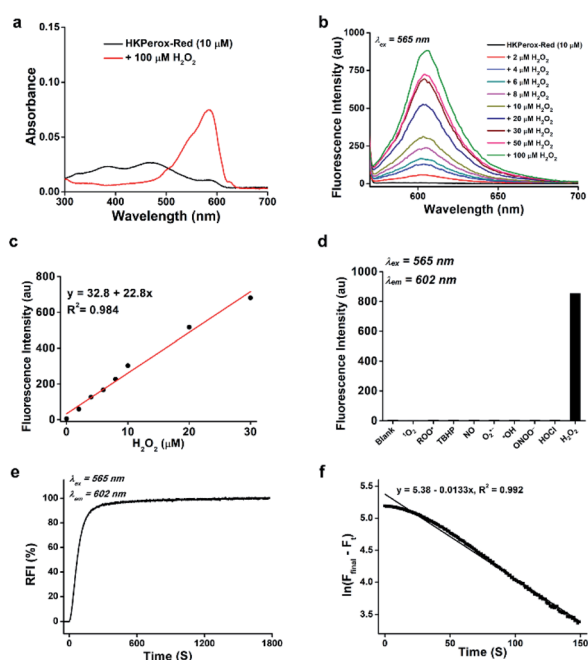 a
HKPerox-Red (10 μM)
+ 100 μM H₂O₂
Absorbance
0.15
0.10
0.05
0.00
300 400 500 600 700
Wavelength (nm)
b
λex = 565 nm
HKPerox-Red (10 μM)
+ 2 μM H₂O₂
+ 4 μM H₂O₂
+ 6 μM H₂O₂
+ 8 μM H₂O₂
+ 10 μM H₂O₂
+ 20 μM H₂O₂
+ 30 μM H₂O₂
+ 50 μM H₂O₂
+ 100 μM H₂O₂
Fluorescence Intensity (au)
1000
750
500
250
0
600 650 700
Wavelength (nm)
c
y = 32.8 + 22.8x
R² = 0.984
Fluorescence Intensity (au)
800
600
400
200
0
0 10 20 30
H₂O₂ (μM)
d
λex = 565 nm
λem = 602 nm
Fluorescence Intensity (au)
1000
800
600
400
200
0
Blank ¹O₂ ROO• TBHP NO O₂•⁻ •OH ONOO⁻ HOCl H₂O₂
e
λex = 565 nm
λem = 602 nm
RFI (%)
120
100
80
60
40
20
0
0 600 1200 1800
Time (S)
f
y = 5.38 - 0.0133x, R² = 0.992
ln(Ffinal - Ft)
5.5
5.0
4.5
4.0
3.5
3.0
0 50 100 150
Time (S)